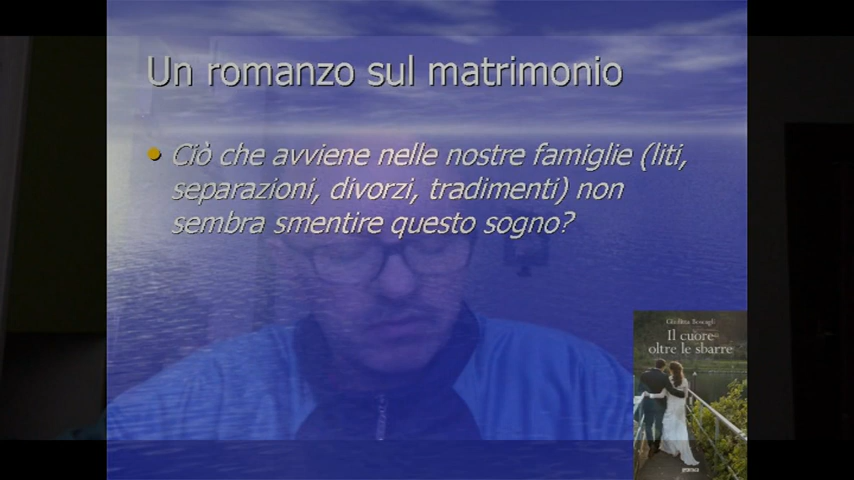 Un romanzo sul matrimonio
• Ciò che avviene nelle nostre famiglie (liti,
separazioni, divorzi, tradimenti) non
sembra smentire questo sogno?
Il cuore
oltre le sbarre